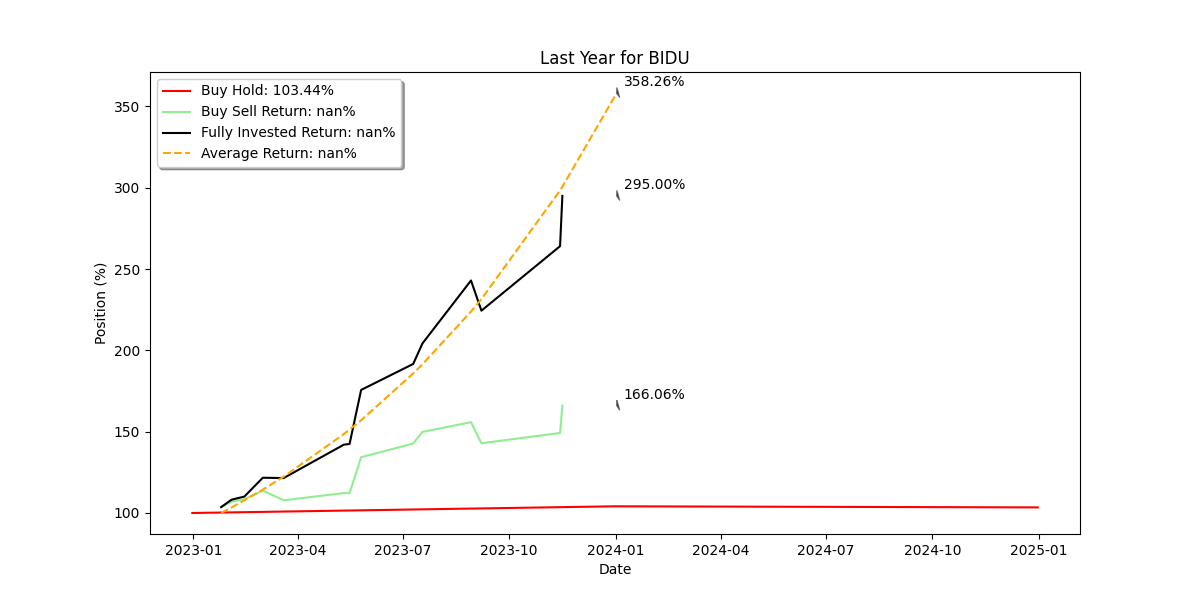 Last Year for BIDU
Buy Hold: 103.44%
Buy Sell Return: nan%
Fully Invested Return: nan%
Average Return: nan%
358.26%
295.00%
166.06%
Position (%)
350
300
250
200
150
100
2023-01 2023-04 2023-07 2023-10 2024-01 2024-04 2024-07 2024-10 2025-01
Date